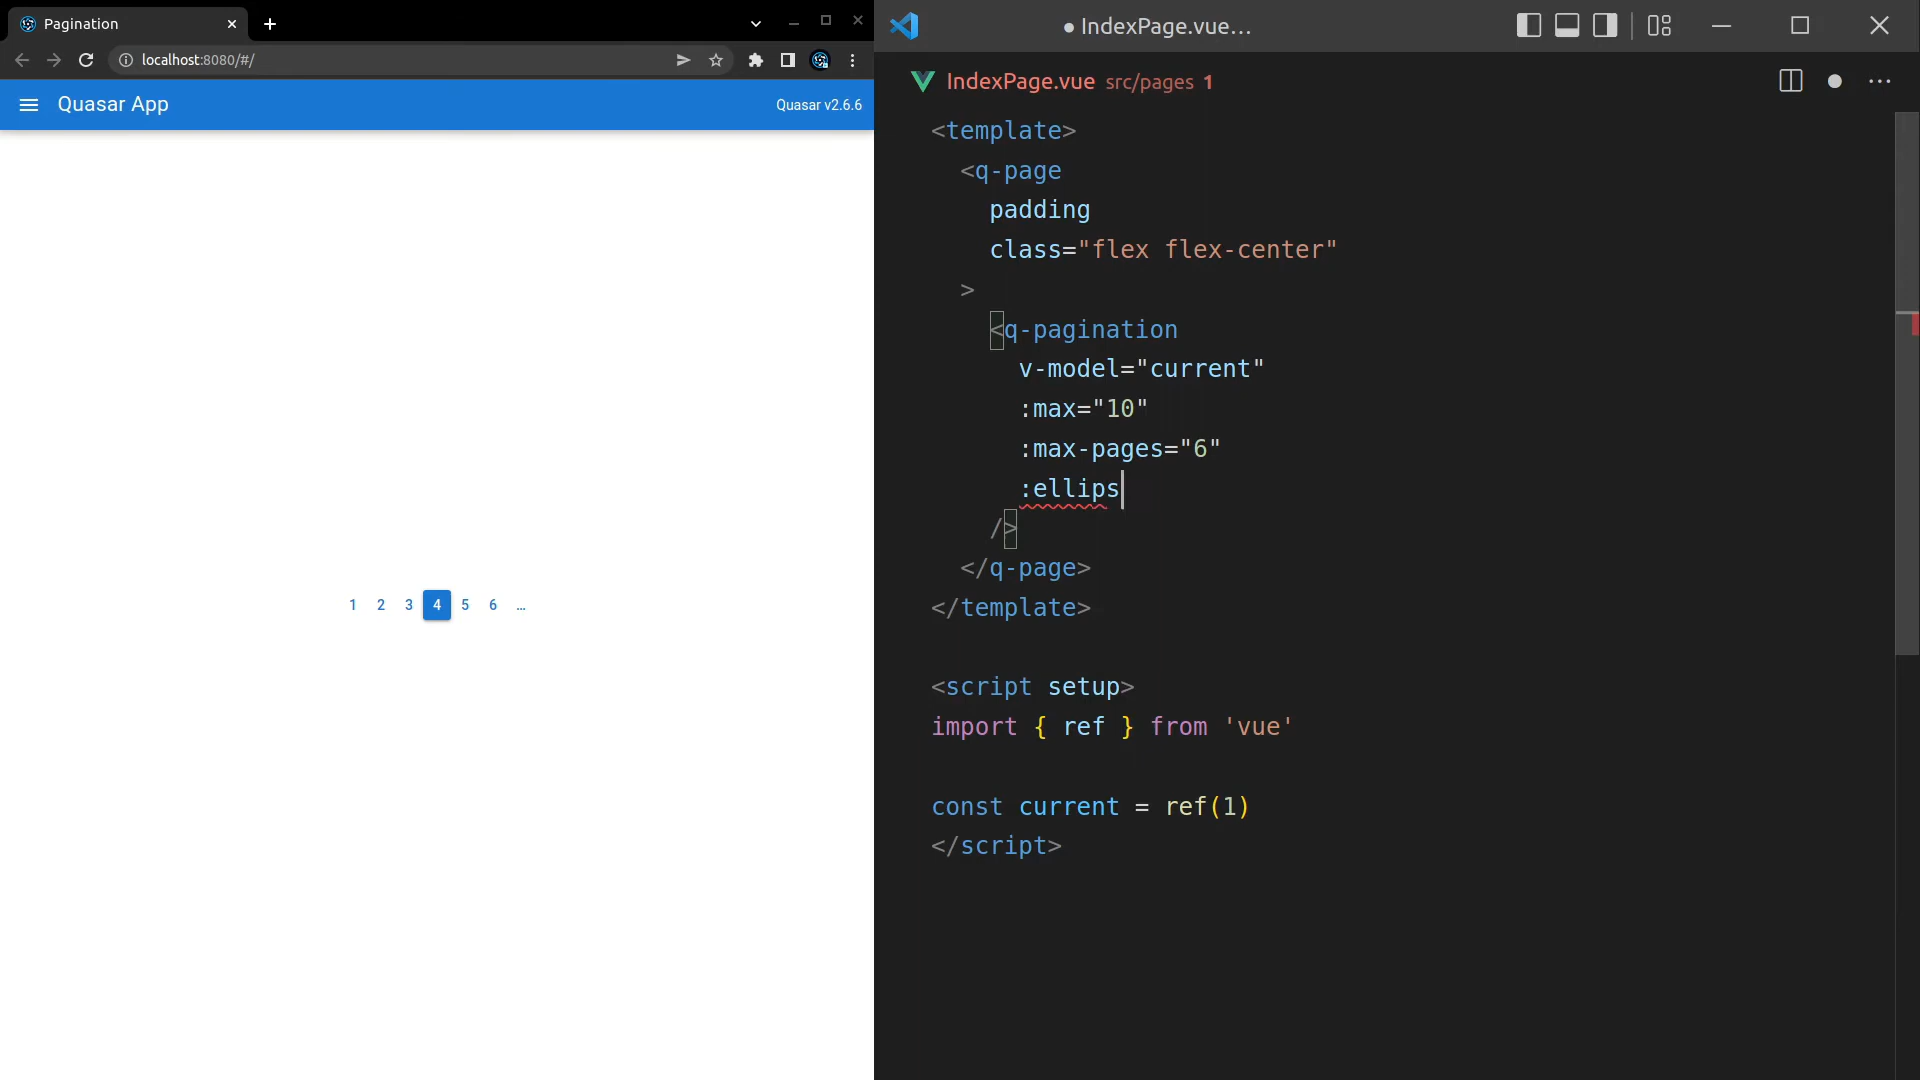 Pagination
localhost:8080/#/
Quasar App
Quasar v2.6.6
1 2 3 4 5 6 ...
● IndexPage.vue...
IndexPage.vue src/pages 1
<template>
<q-page
padding
class="flex flex-center"
>
<q-pagination
v-model="current"
:max="10"
:max-pages="6"
:ellips
/>
</q-page>
</template>
<script setup>
import { ref } from 'vue'
const current = ref(1)
</script>